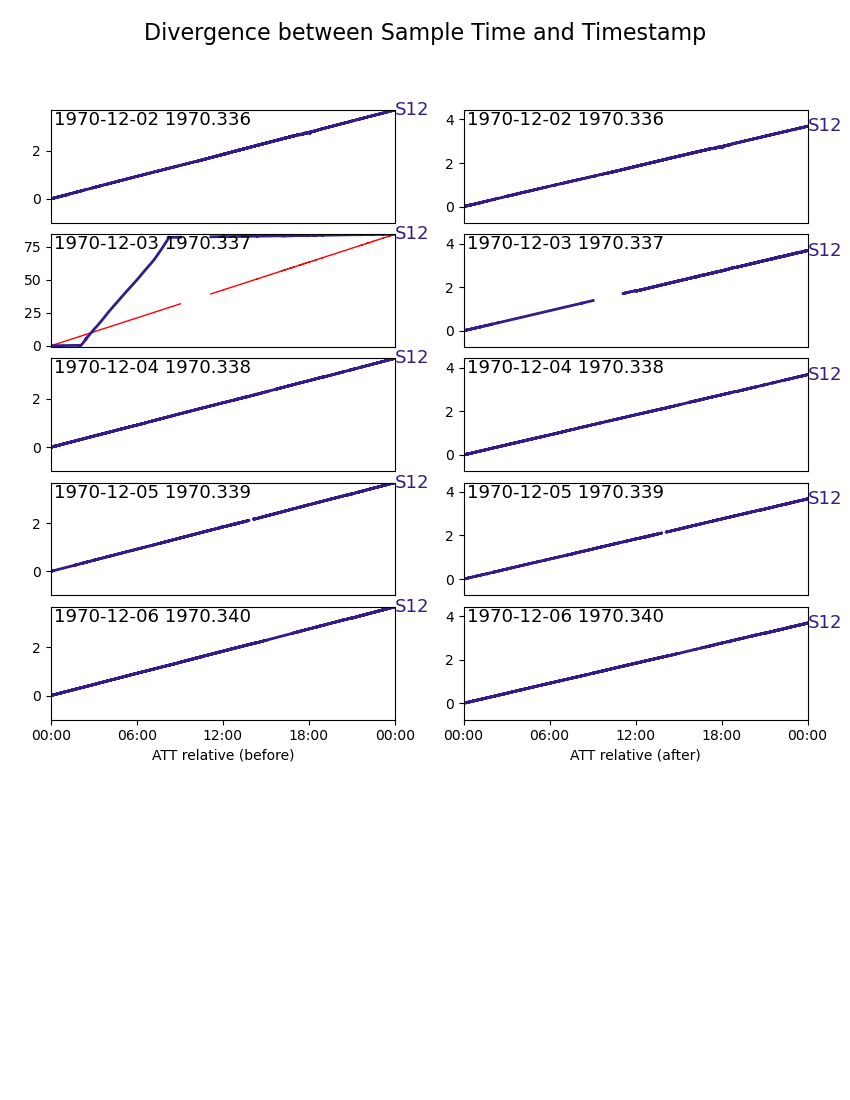 Divergence between Sample Time and Timestamp
1970-12-02 1970.336
S12
2
0
1970-12-02 1970.336
S12
4
2
0
1970-12-03 1970.337
S12
75
50
25
0
1970-12-03 1970.337
S12
4
2
0
1970-12-04 1970.338
S12
2
0
1970-12-04 1970.338
S12
4
2
0
1970-12-05 1970.339
S12
2
0
1970-12-05 1970.339
S12
4
2
0
1970-12-06 1970.340
S12
2
0
00:00 06:00 12:00 18:00 00:00
ATT relative (before)
1970-12-06 1970.340
S12
4
2
0
00:00 06:00 12:00 18:00 00:00
ATT relative (after)